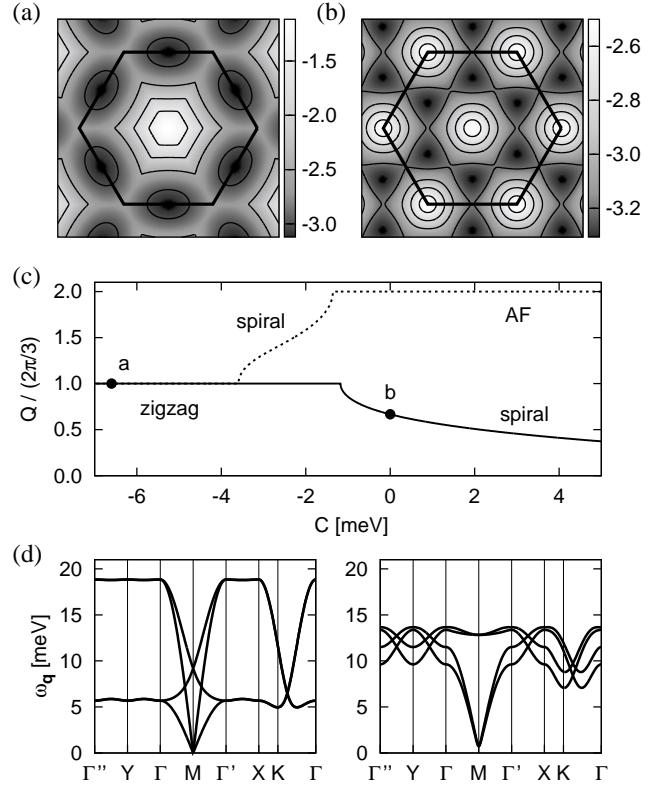 (a)
-1.5
-2.0
-2.5
-3.0
(b)
-2.6
-2.8
-3.0
-3.2
(c)
Q / (2π/3)
2.0
1.5
1.0
0.5
0.0
spiral
AF
a
zigzag
b
spiral
-6 -4 -2 0 2 4
C [meV]
(d)
ω_q [meV]
20
15
10
5
0
Γ'' Y Γ M Γ' X K Γ
20
15
10
5
0
Γ'' Y Γ M Γ' X K Γ